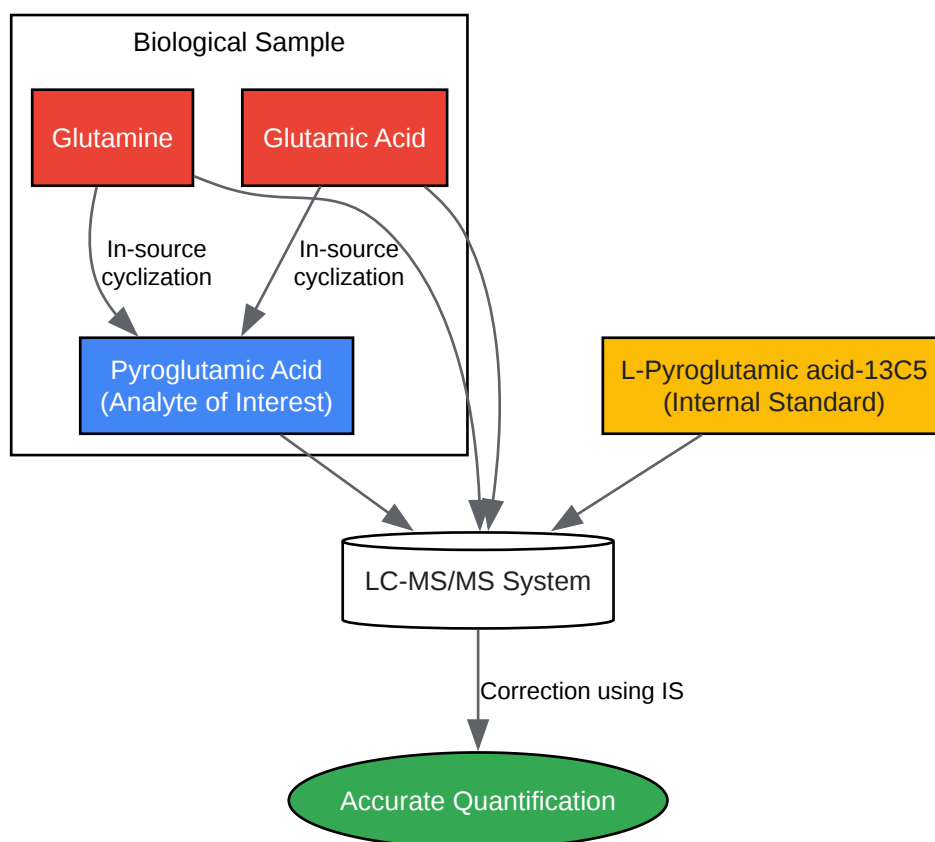 Biological Sample
Glutamine
Glutamic Acid
In-source
cyclization
In-source
cyclization
Pyroglutamic Acid
(Analyte of Interest)
L-Pyroglutamic acid-13C5
(Internal Standard)
LC-MS/MS System
Correction using IS
Accurate Quantification